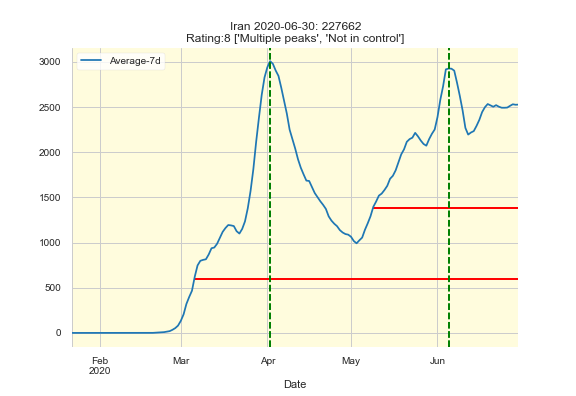 Iran 2020-06-30: 227662
Rating:8 ['Multiple peaks', 'Not in control']
Average-7d
3000
2500
2000
1500
1000
500
0
Feb
2020
Mar
Apr
May
Jun
Date